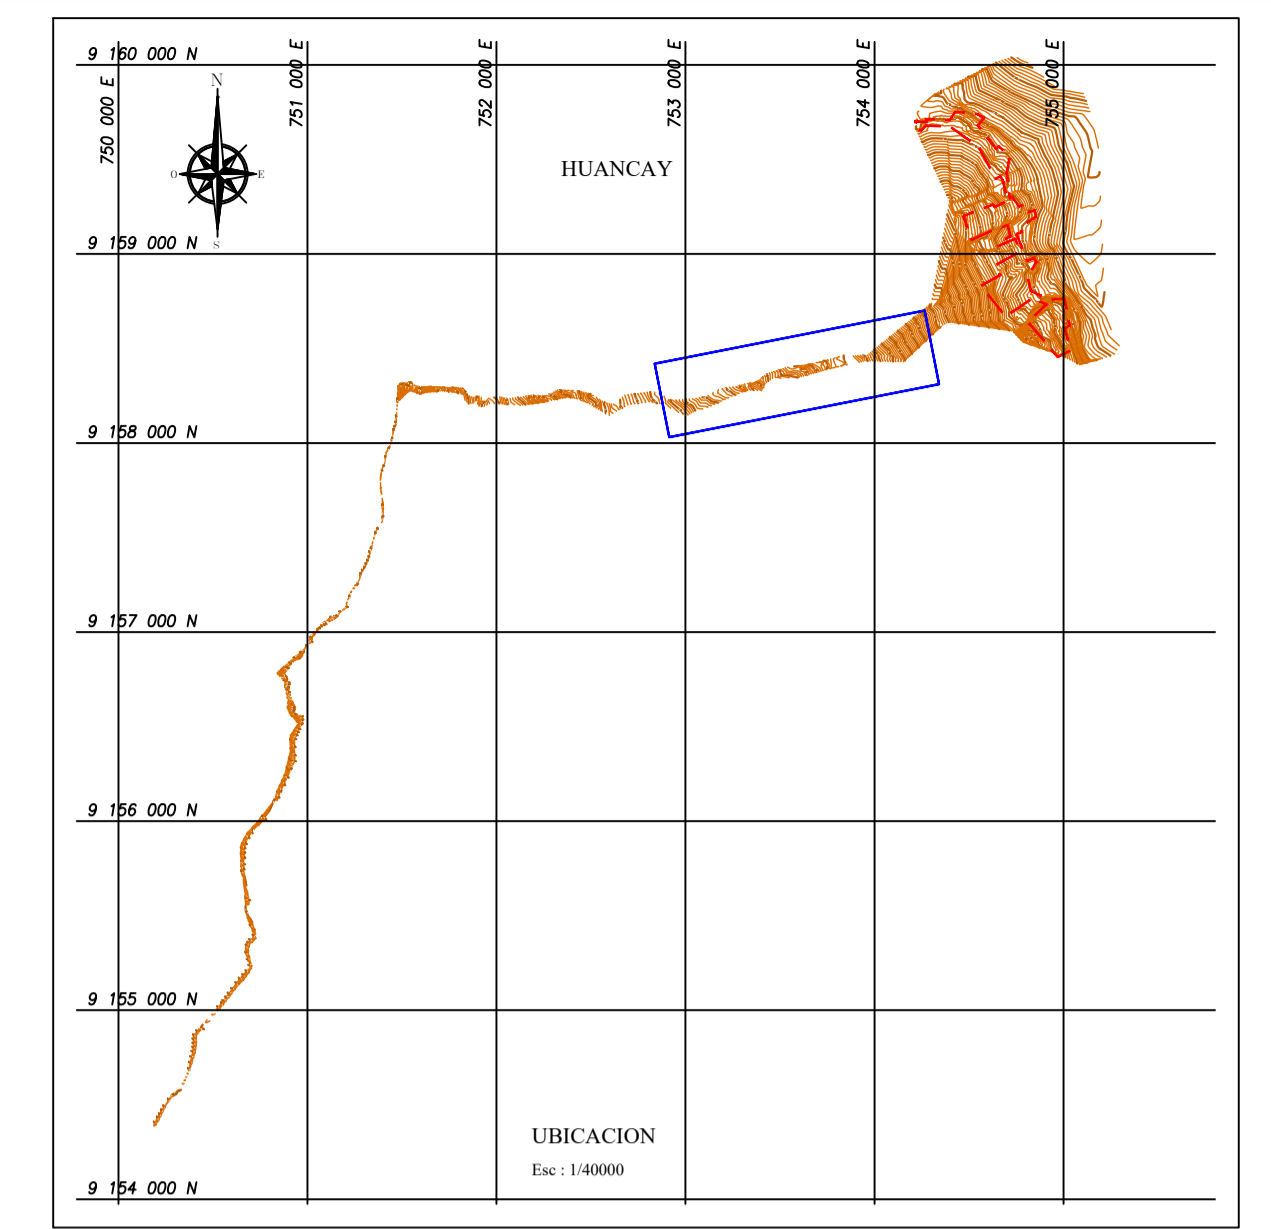 9 160 000 N
750 000 E
751 000 E
752 000 E
753 000 E
754 000 E
755 000 E
N
O
E
S
HUANCAY
9 159 000 N
9 158 000 N
9 157 000 N
9 156 000 N
9 155 000 N
UBICACION
Esc : 1/40000
9 154 000 N